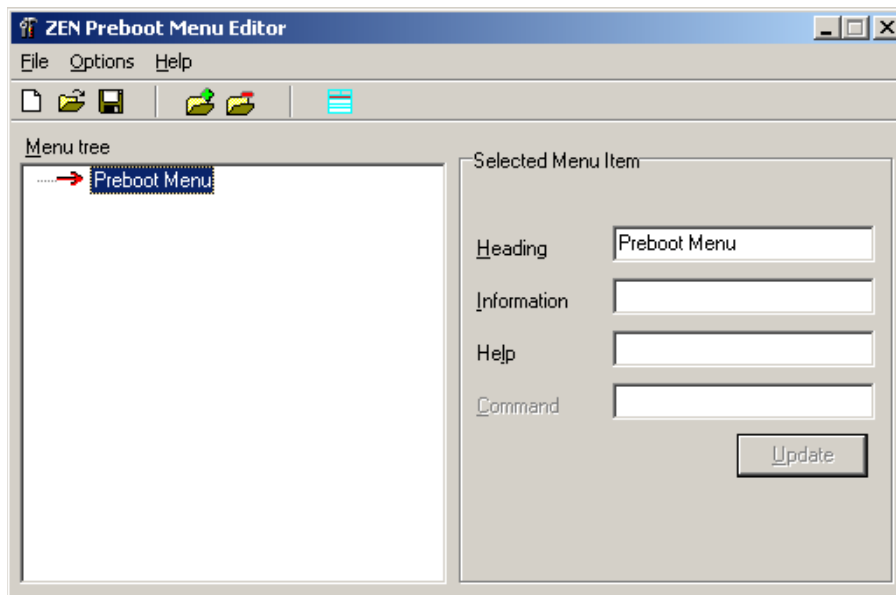 ZEN Preboot Menu Editor
File Options Help
Menu tree
Preboot Menu
Selected Menu Item
Heading Preboot Menu
Information
Help
Command
Update